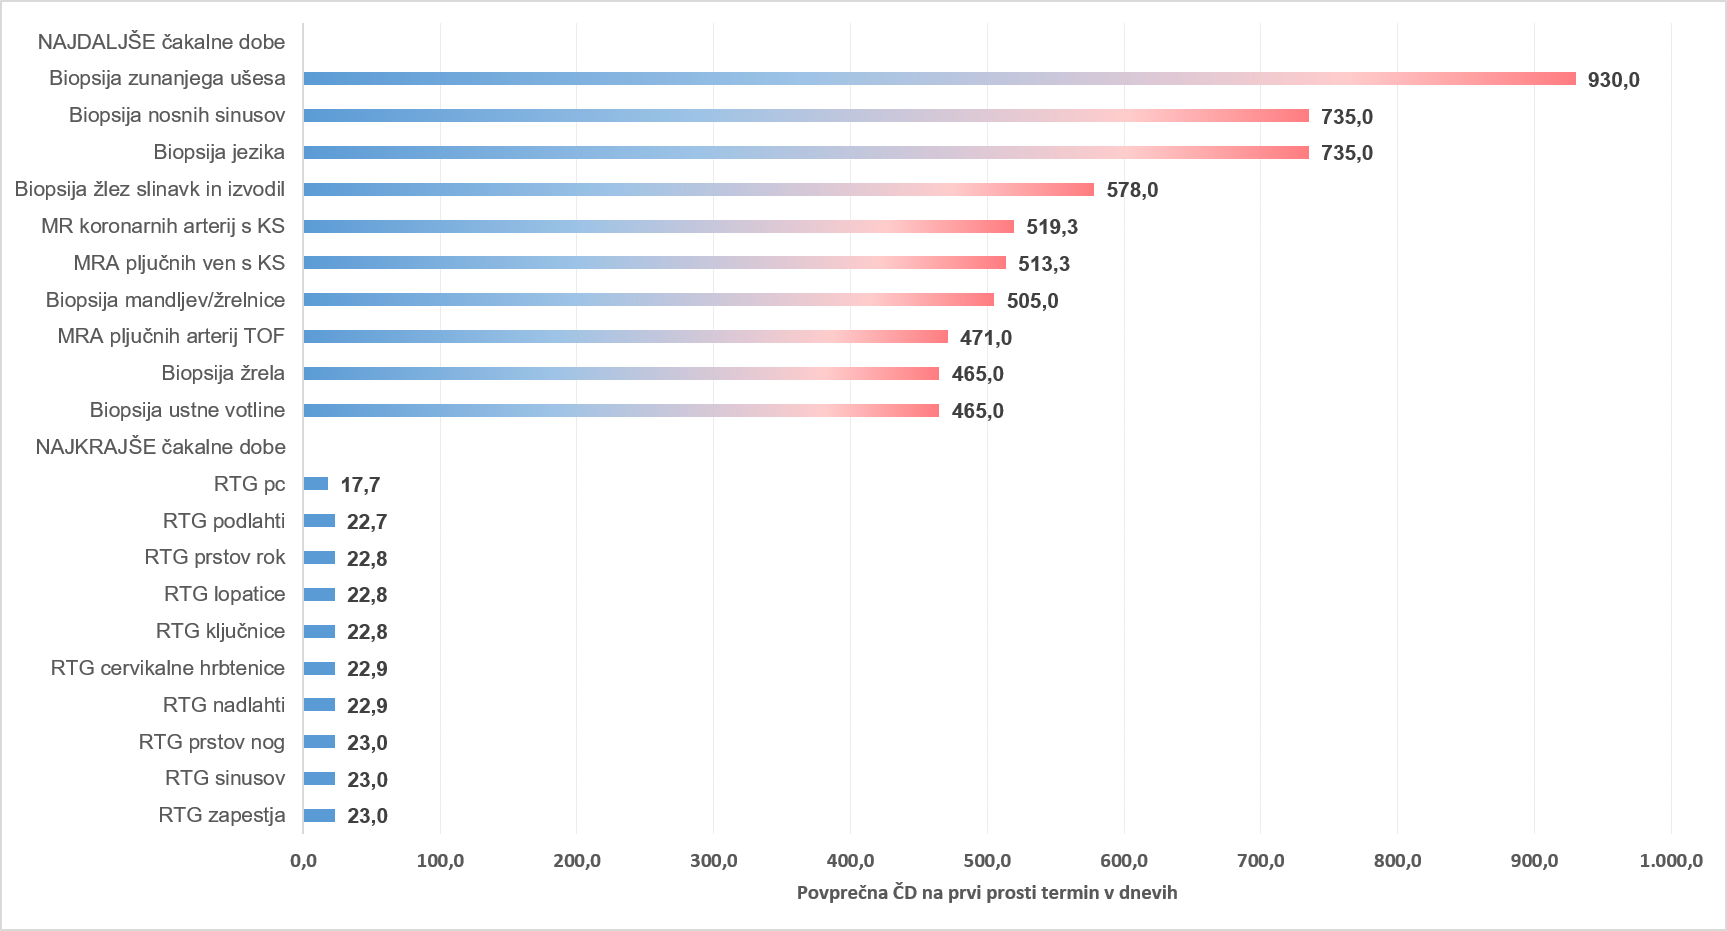 NAJDALJŠE čakalne dobe
Biopsija zunanjega ušesa 930,0
Biopsija nosnih sinusov 735,0
Biopsija jezika 735,0
Biopsija žlez slinavk in izvodil 578,0
MR koronarnih arterij s KS 519,3
MRA pljučnih ven s KS 513,3
Biopsija mandljev/žrelnice 505,0
MRA pljučnih arterij TOF 471,0
Biopsija žrela 465,0
Biopsija ustne votline 465,0
NAJKRAJŠE čakalne dobe
RTG pc 17,7
RTG podlahti 22,7
RTG prstov rok 22,8
RTG lopatice 22,8
RTG ključnice 22,8
RTG cervikalne hrbtenice 22,9
RTG nadlahti 22,9
RTG prstov nog 23,0
RTG sinusov 23,0
RTG zapestja 23,0
0,0 100,0 200,0 300,0 400,0 500,0 600,0 700,0 800,0 900,0 1.000,0
Povprečna ČD na prvi prosti termin v dnevih